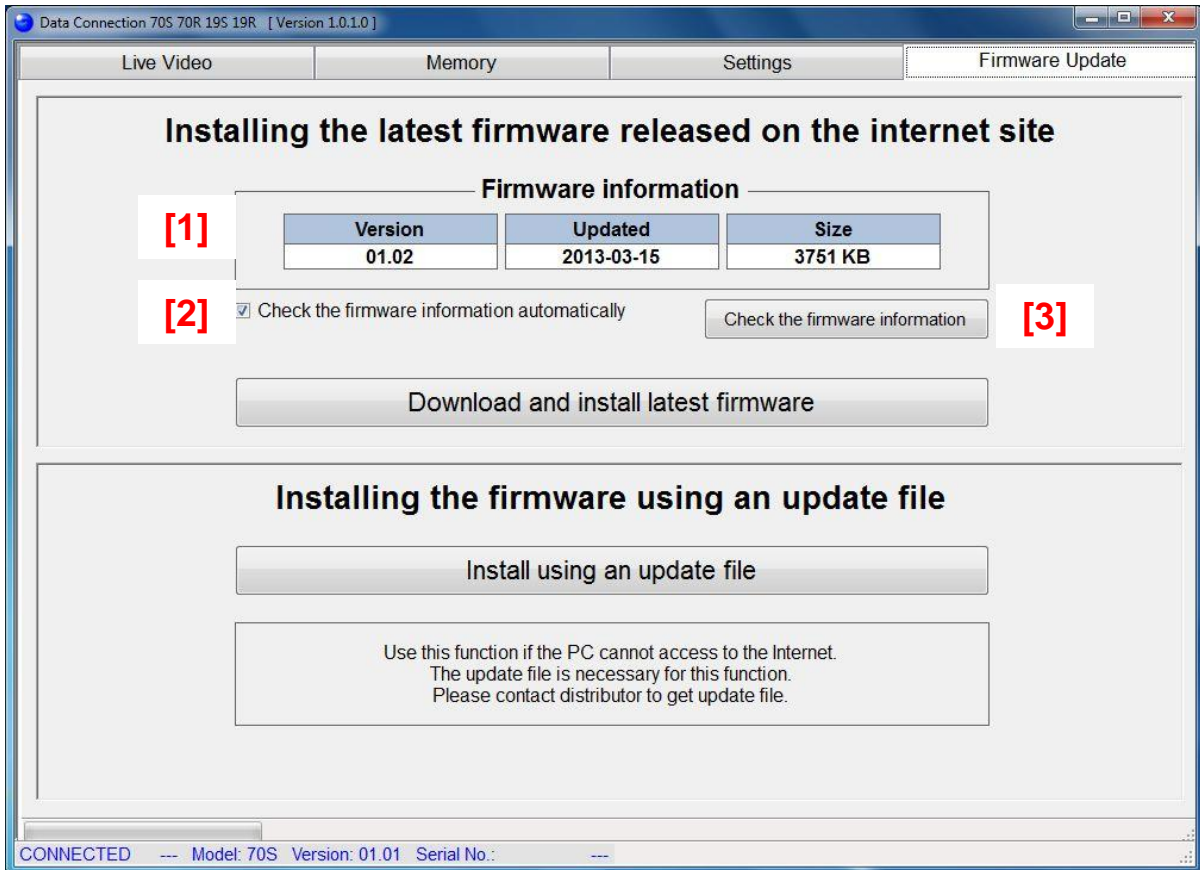 Data Connection 70S 70R 19S 19R [ Version 1.0.1.0 ]
Live Video Memory Settings Firmware Update
Installing the latest firmware released on the internet site
Firmware information
[1]
Version Updated Size
01.02 2013-03-15 3751 KB
[2] Check the firmware information automatically Check the firmware information [3]
Download and install latest firmware
Installing the firmware using an update file
Install using an update file
Use this function if the PC cannot access to the Internet.
The update file is necessary for this function.
Please contact distributor to get update file.
CONNECTED --- Model: 70S Version: 01.01 Serial No.: ---